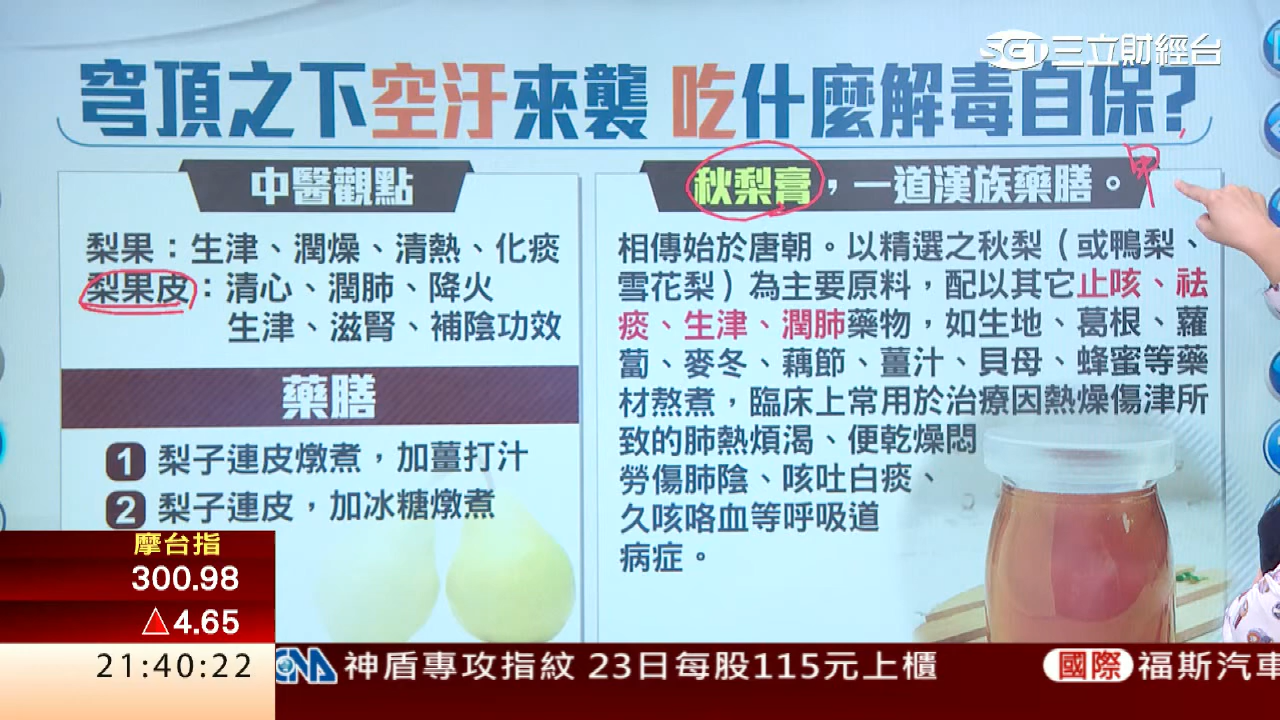 SET三立財經台
穹頂之下空汙來襲 吃什麼解毒自保?
中醫觀點
梨果：生津、潤燥、清熱、化痰
梨果皮：清心、潤肺、降火
生津、滋腎、補陰功效
藥膳
1 梨子連皮燉煮，加薑打汁
2 梨子連皮，加冰糖燉煮
秋梨膏，一道漢族藥膳。
相傳始於唐朝。以精選之秋梨（或鴨梨、
雪花梨）為主要原料，配以其它止咳、祛
痰、生津、潤肺藥物，如生地、葛根、蘿
蔔、麥冬、藕節、薑汁、貝母、蜂蜜等藥
材熬煮，臨床上常用於治療因熱燥傷津所
致的肺熱煩渴、便乾燥悶
勞傷肺陰、咳吐白痰、
久咳咯血等呼吸道
病症。
摩台指
300.98
△4.65
21:40:22
CNA 神盾專攻指紋 23日每股115元上櫃
國際 福斯汽車